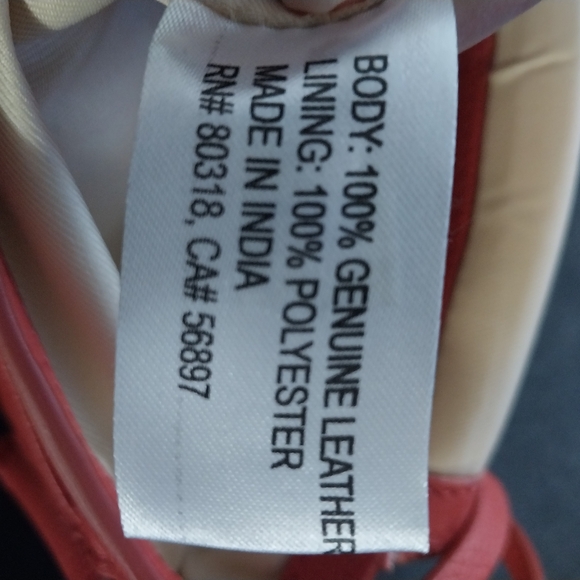 BODY: 100% GENUINE LEATHER
LINING: 100% POLYESTER
MADE IN INDIA
RN# 80318, CA# 56897